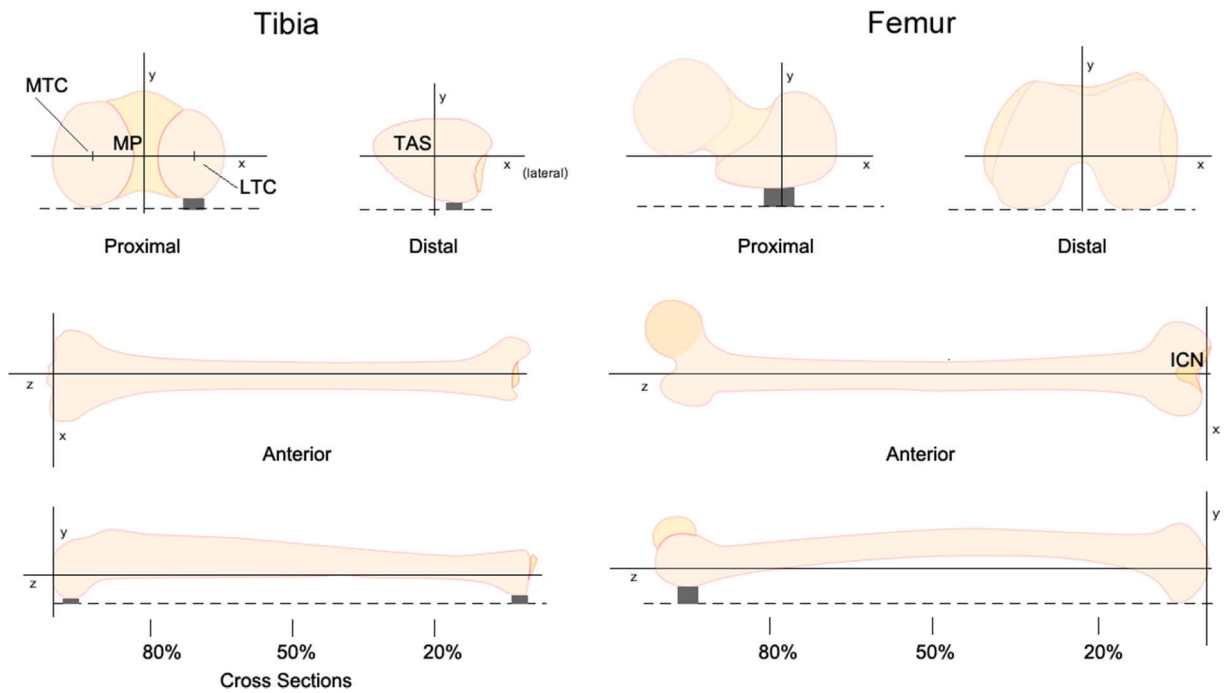 Tibia
Femur
MTC
y
MP
x
LTC
Proximal
y
TAS
x
(lateral)
Distal
y
x
Proximal
y
x
Distal
z
x
Anterior
z
ICN
x
Anterior
y
z
y
z
80%
50%
20%
80%
50%
20%
Cross Sections